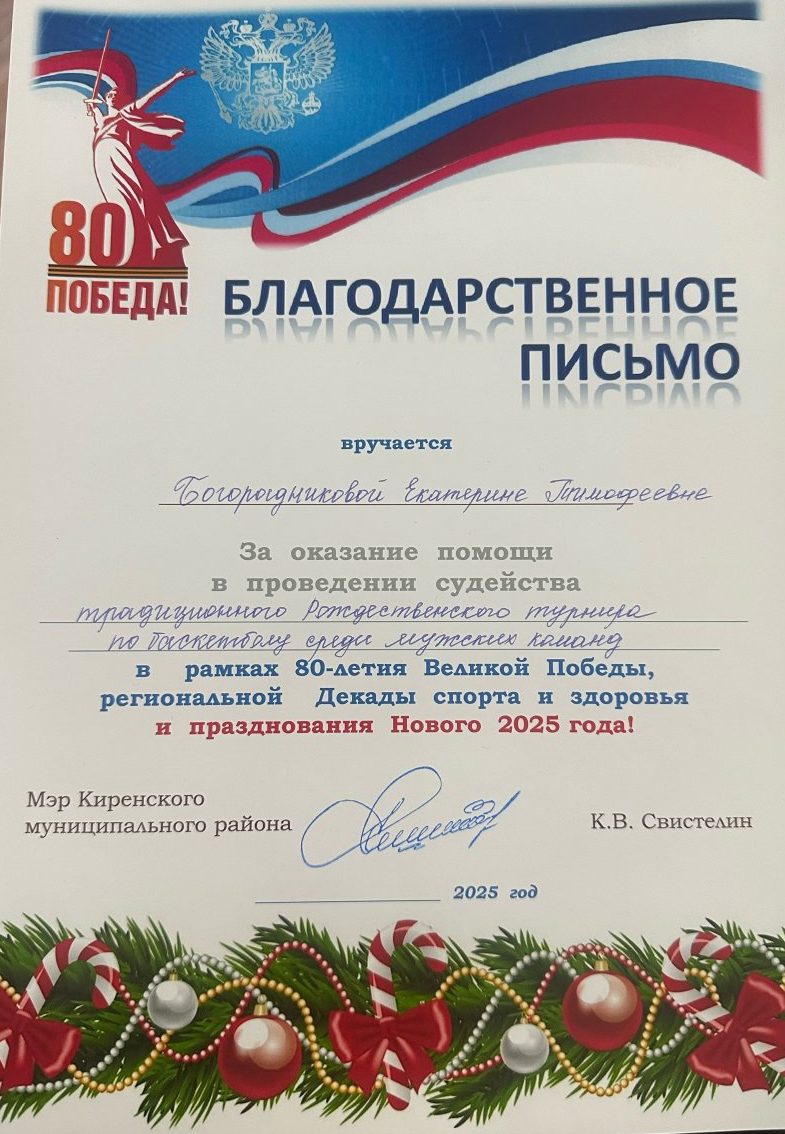 80
ПОБЕДА!
БЛАГОДАРСТВЕННОЕ
ПИСЬМО
вручается
Богородниковой Екатерине Тимофеевне
За оказание помощи
в проведении судейства
традиционного Рождественского турнира
по баскетболу среди мужских команд
в рамках 80-летия Великой Победы,
региональной Декады спорта и здоровья
и празднования Нового 2025 года!
Мэр Киренского
муниципального района
К.В. Свистелин
2025 год